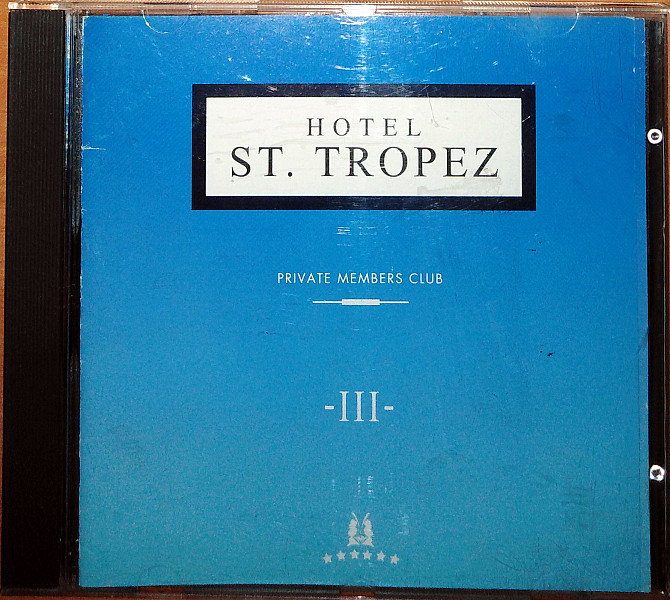 HOTEL
ST. TROPEZ
PRIVATE MEMBERS CLUB
-III-